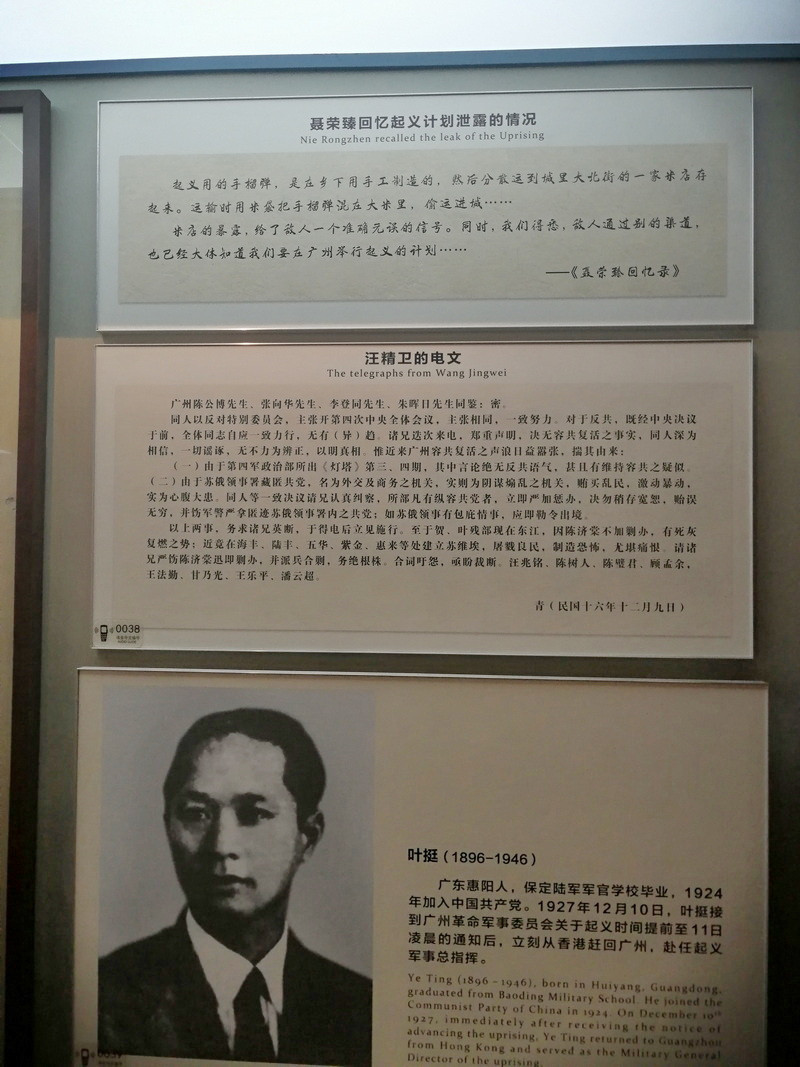 聂荣臻回忆起义计划泄露的情况
Nie Rongzhen recalled the leak of the Uprising
起义用的手榴弹，是在乡下用手工制造的，然后分散运到城里大北街的一家米店存
起来。运输时用米袋把手榴弹混在大米里，偷运进城……
米店的暴露，给了敌人一个准确无误的信号。同时，我们得悉，敌人通过别的渠道，
也已经大体知道我们要在广州举行起义的计划……
——《聂荣臻回忆录》
汪精卫的电文
The telegraphs from Wang Jingwei
广州陈公博先生、张向华先生、李登同先生、朱晖日先生同鉴：密。
同人以反对特别委员会，主张开第四次中央全体会议，主张相同，一致努力。对于反共，既经中央决议
于前，全体同志自应一致力行，无有（异）趋。诸兄迭次来电，郑重声明，决无容共复活之事实，同人深为
相信，一切谣诼，无不力为辨正，以明真相。惟近来广州容共复活之声浪日益嚣张，揣其由来：
（一）由于第四军政治部所出《灯塔》第三、四期，其中言论绝无反共语气，甚且有维持容共之疑似。
（二）由于苏俄领事署藏匿共党，名为外交及商务之机关，实则为阴谋煽乱之机关，贿买乱民，激动暴动，
实为心腹大患。同人等一致决议请兄认真纠察，所部凡有纵容共党者，立即严加惩办，决勿稍存宽恕，贻误
无穷，并饬军警严拿匿迹苏俄领事署内之共党；如苏俄领事有包庇情事，应即勒令出境。
以上两事，务求诸兄英断，于得电后立见施行。至于贺、叶残部现在东江，因陈济棠不加剿办，有死灰
复燃之势；近竟在海丰、陆丰、五华、紫金、惠来等处建立苏维埃，屠戮良民，制造恐怖，尤堪痛恨。请诸
兄严饬陈济棠迅即剿办，并派兵合剿，务绝根株。合词吁恳，亟盼裁断。汪兆铭、陈树人、陈璧君、顾孟余、
王法勤、甘乃光、王乐平、潘云超。
青（民国十六年十二月九日）
0038
叶挺（1896-1946）
广东惠阳人，保定陆军军官学校毕业，1924
年加入中国共产党。1927年12月10日，叶挺接
到广州革命军事委员会关于起义时间提前至11日
凌晨的通知后，立刻从香港赶回广州，赴任起义
军事总指挥。
Ye Ting (1896-1946), born in Huiyang, Guangdong,
graduated from Baoding Military School. He joined the
Communist Party of China in 1924. On December 10th
1927, immediately after receiving the notice of
advancing the uprising, Ye Ting returned to Guangzhou
from Hong Kong and served as the Military General
Director of the uprising.
0039